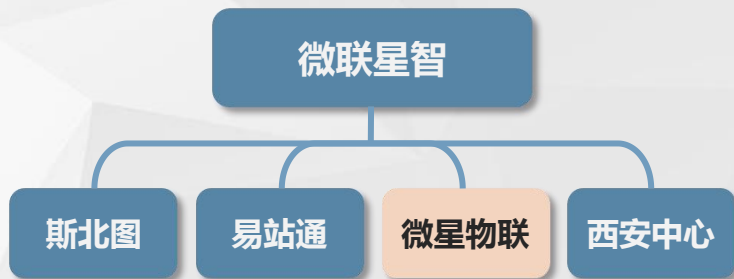 微联星智
斯北图
易站通
微星物联
西安中心